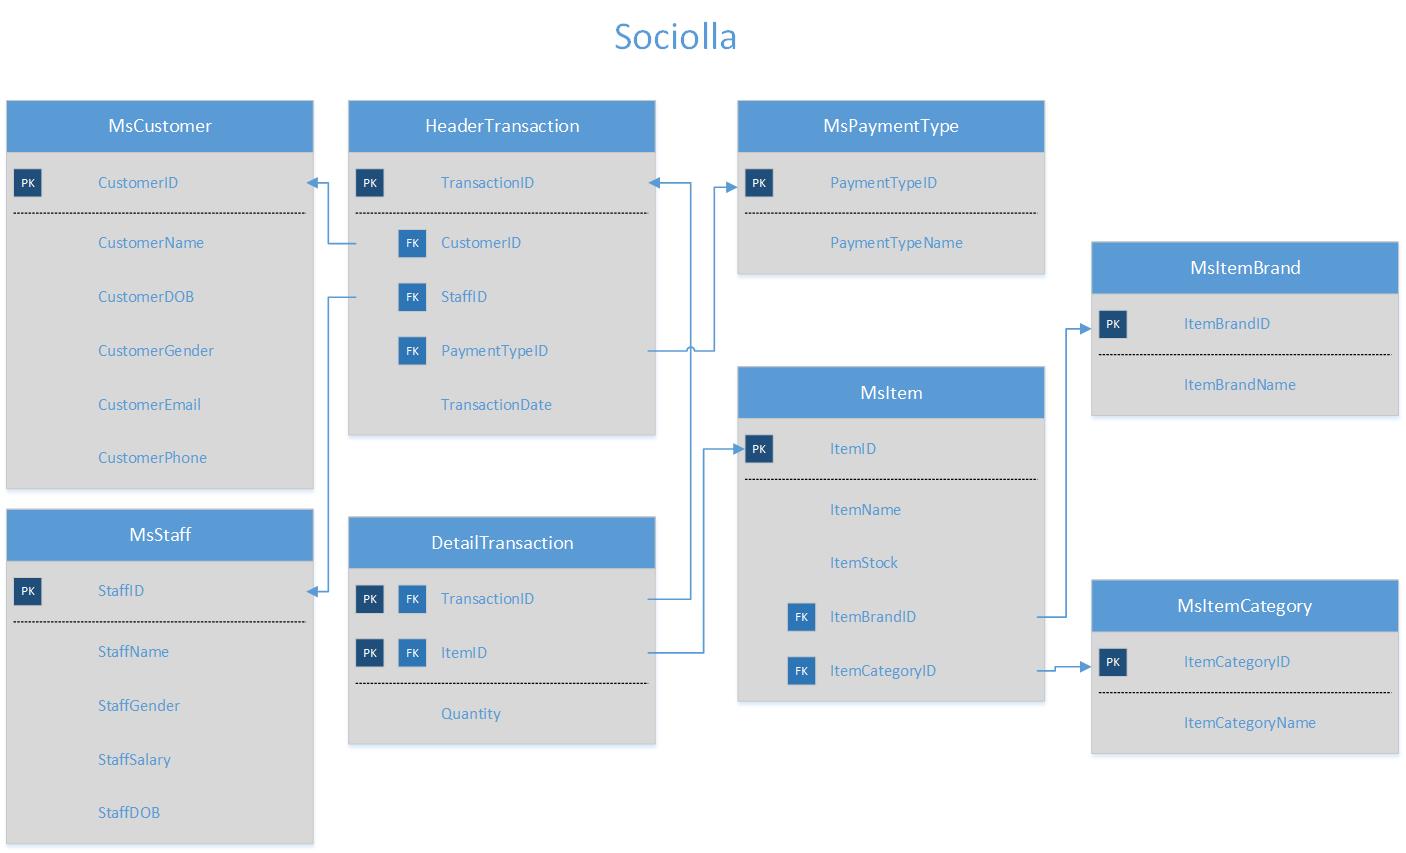 Sociolla
MsCustomer
PK CustomerID
CustomerName
CustomerDOB
CustomerGender
CustomerEmail
CustomerPhone
HeaderTransaction
PK TransactionID
FK CustomerID
FK StaffID
FK PaymentTypeID
TransactionDate
MsPaymentType
PK PaymentTypeID
PaymentTypeName
MsItemBrand
PK ItemBrandID
ItemBrandName
MsItem
PK ItemID
ItemName
ItemStock
FK ItemBrandID
FK ItemCategoryID
MsStaff
PK StaffID
StaffName
StaffGender
StaffSalary
StaffDOB
DetailTransaction
PK FK TransactionID
PK FK ItemID
Quantity
MsItemCategory
PK ItemCategoryID
ItemCategoryName